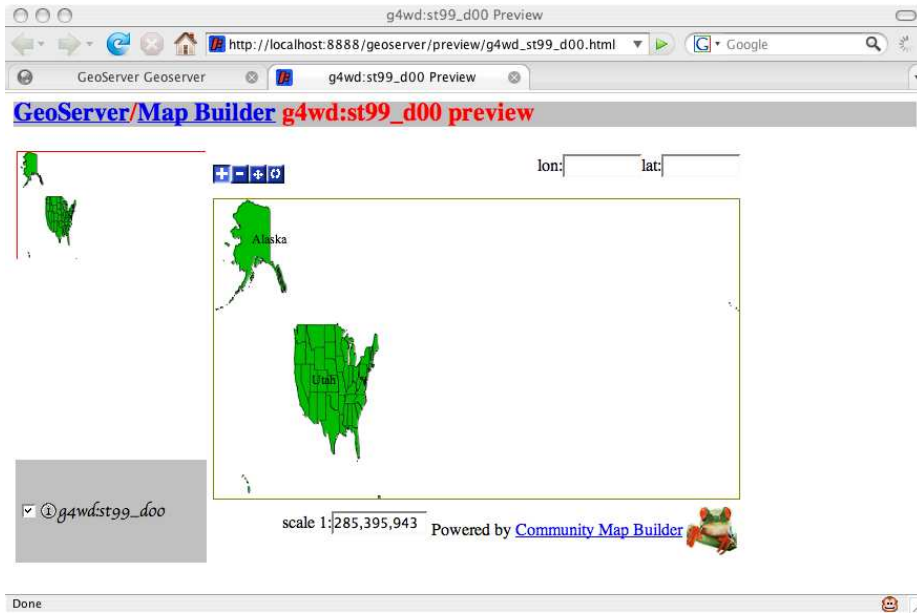 g4wd:st99_d00 Preview
http://localhost:8888/geoserver/preview/g4wd_st99_d00.html
Google
GeoServer Geoserver
g4wd:st99_d00 Preview
GeoServer/Map Builder g4wd:st99_d00 preview
lon:
lat:
Alaska
Utah
g4wd:st99_d00
scale 1:285,395,943
Powered by Community Map Builder
Done